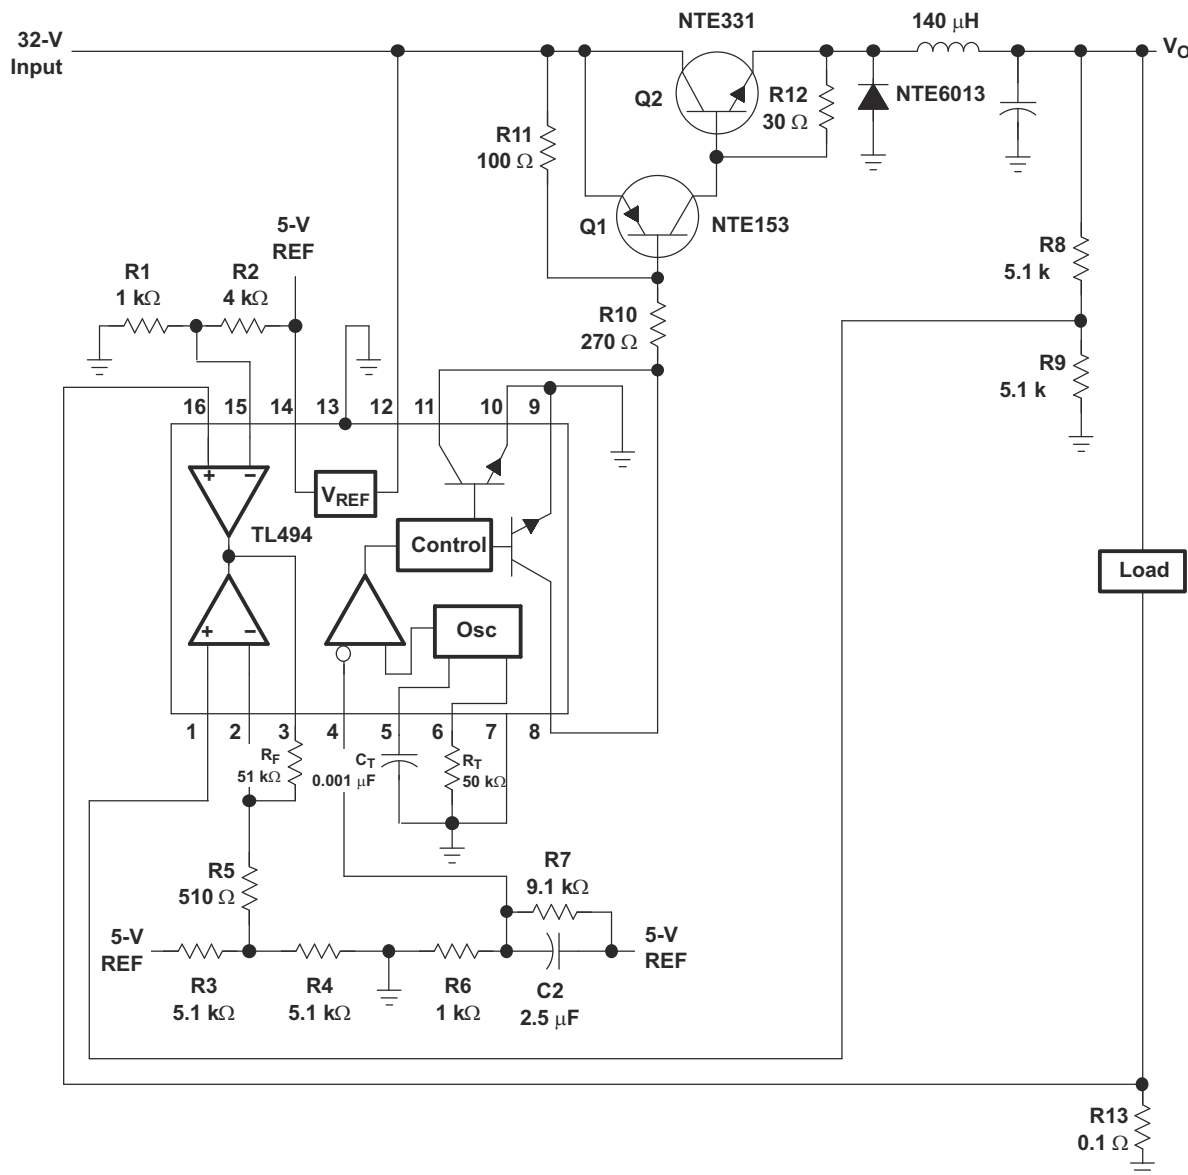 NTE331
140 μH
32-V
Input
VO
Q2
R12
30 Ω
NTE6013
R11
100 Ω
Q1
NTE153
5-V
REF
R1
1 kΩ
R2
4 kΩ
R8
5.1 k
R10
270 Ω
R9
5.1 k
16 15 14 13 12 11 10 9
+ −
VREF
TL494
Control
+ −
Osc
Load
1 2 3 4 5 6 7 8
RF
51 kΩ
CT
0.001 μF
RT
50 kΩ
R5
510 Ω
R7
9.1 kΩ
5-V
REF
5-V
REF
R3
5.1 kΩ
R4
5.1 kΩ
R6
1 kΩ
C2
2.5 μF
R13
0.1 Ω